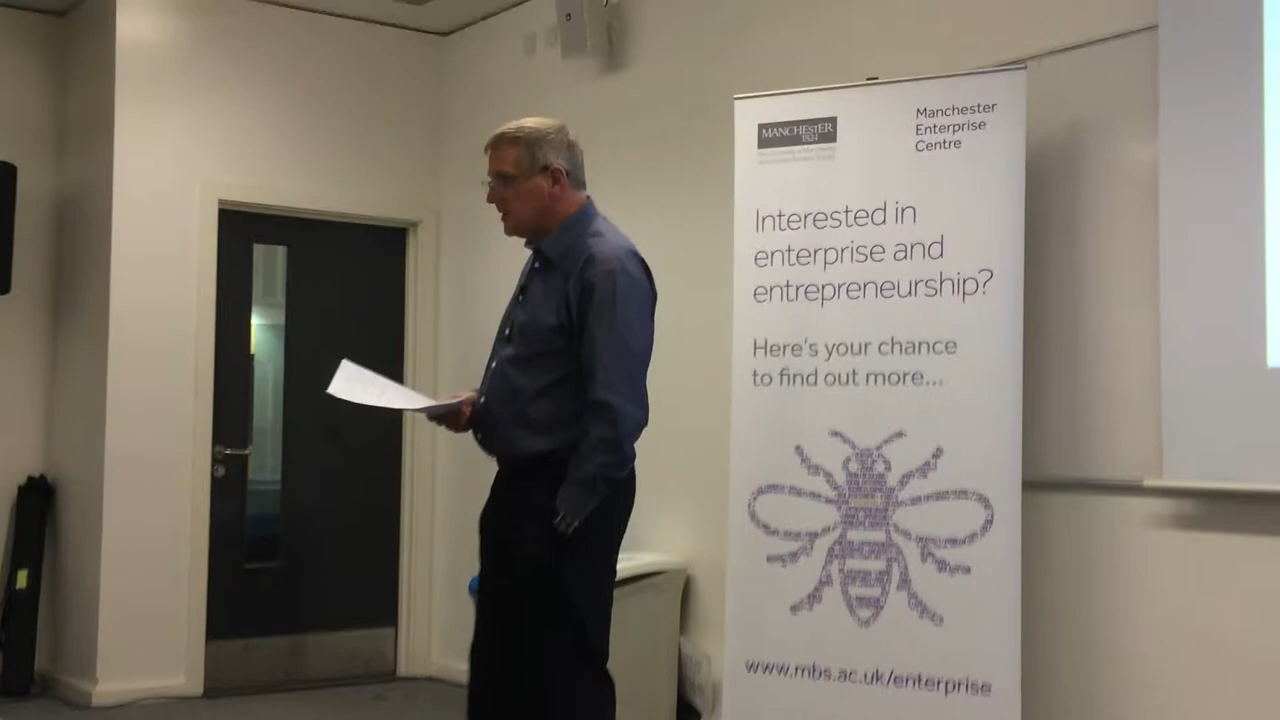 MANCHESTER
1824
Manchester
Enterprise
Centre
Interested in
enterprise and
entrepreneurship?
Here's your chance
to find out more...
www.mbs.ac.uk/enterprise